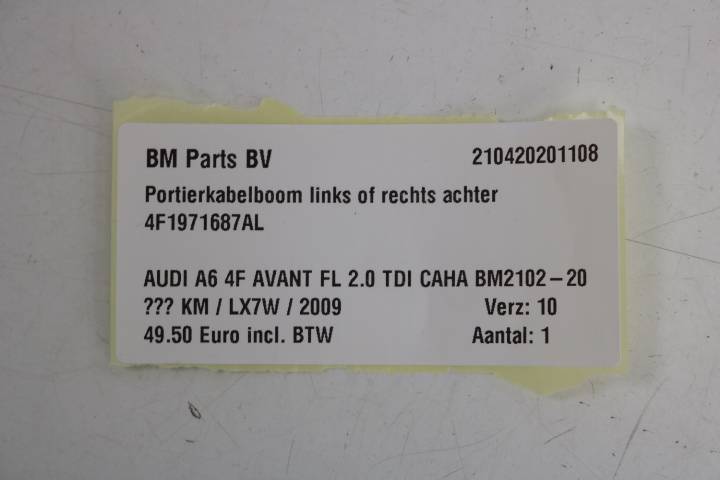 BM Parts BV 210420201108
Portierkabelboom links of rechts achter
4F1971687AL
AUDI A6 4F AVANT FL 2.0 TDI CAHA BM2102-20
??? KM / LX7W / 2009 Verz: 10
49.50 Euro incl. BTW Aantal: 1